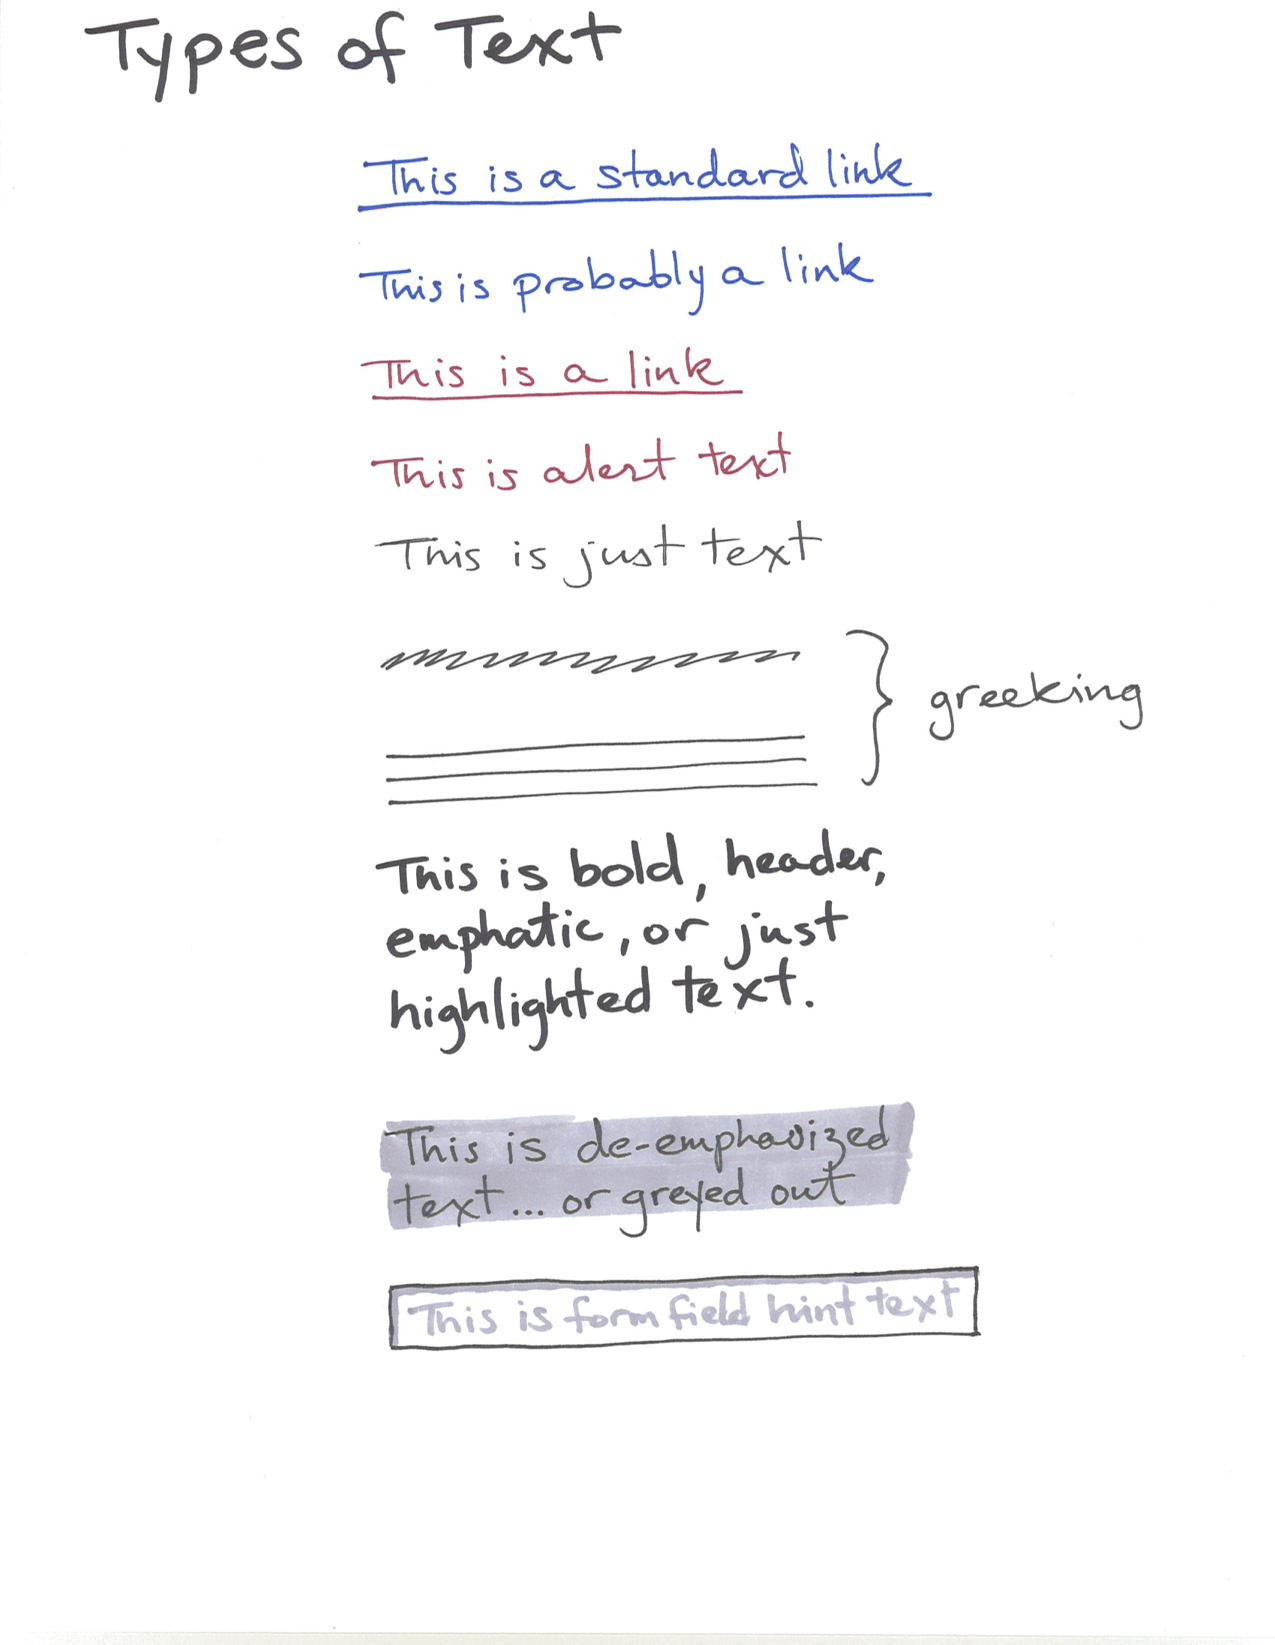 Types of Text
This is a standard link
This is probably a link
This is a link
This is alert text
This is just text
greeking
This is bold, header,
emphatic, or just
highlighted text.
This is de-emphasized
text... or greyed out
This is form field hint text